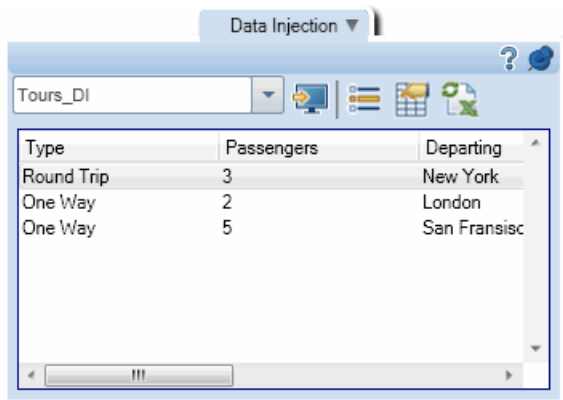 Data Injection
Tours_DI
Type Passengers Departing
Round Trip 3 New York
One Way 2 London
One Way 5 San Fransisc